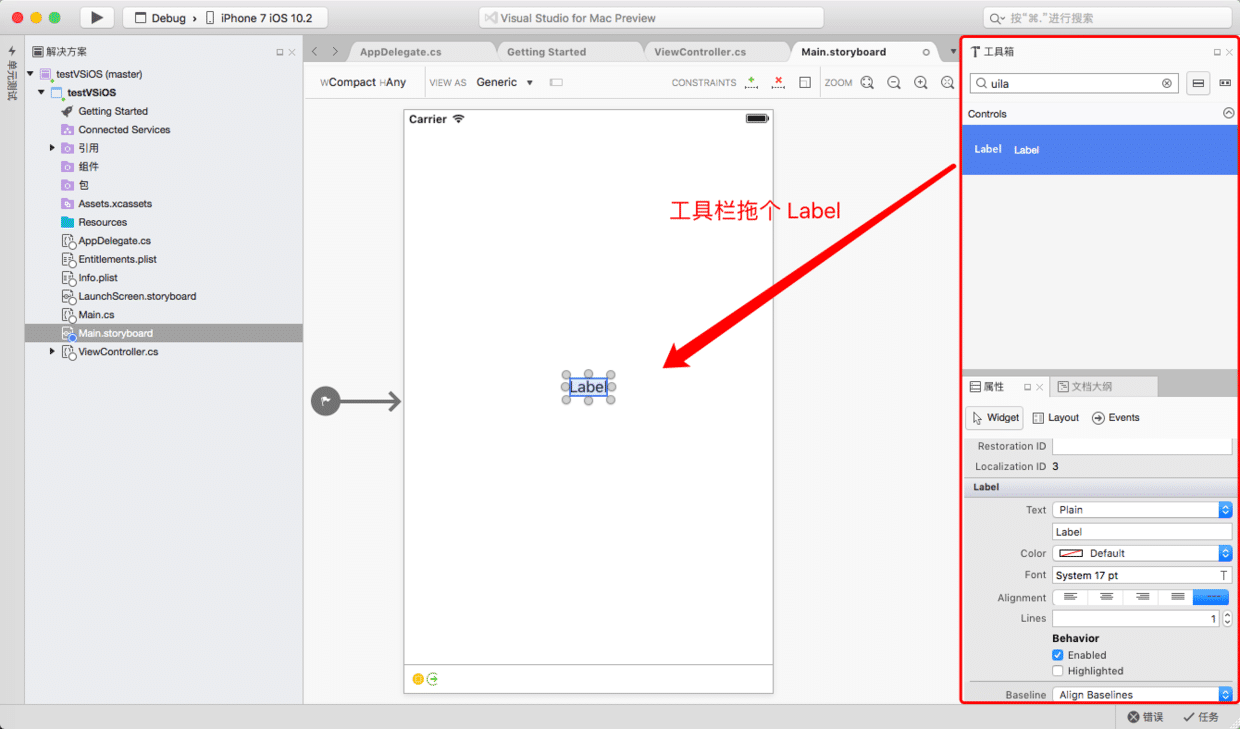 Debug › iPhone 7 iOS 10.2
Visual Studio for Mac Preview
按“⌘.”进行搜索
单元测试
解决方案
testVSiOS (master)
testVSiOS
Getting Started
Connected Services
引用
组件
包
Assets.xcassets
Resources
AppDelegate.cs
Entitlements.plist
Info.plist
LaunchScreen.storyboard
Main.cs
Main.storyboard
ViewController.cs
AppDelegate.cs
Getting Started
ViewController.cs
Main.storyboard
wCompact hAny
VIEW AS Generic
CONSTRAINTS
ZOOM
Carrier
工具栏拖个 Label
Label
工具箱
uila
Controls
Label Label
属性
文档大纲
Widget
Layout
Events
Restoration ID
Localization ID 3
Label
Text Plain
Label
Color Default
Font System 17 pt T
Alignment
Lines 1
Behavior
Enabled
Highlighted
Baseline Align Baselines
错误
任务